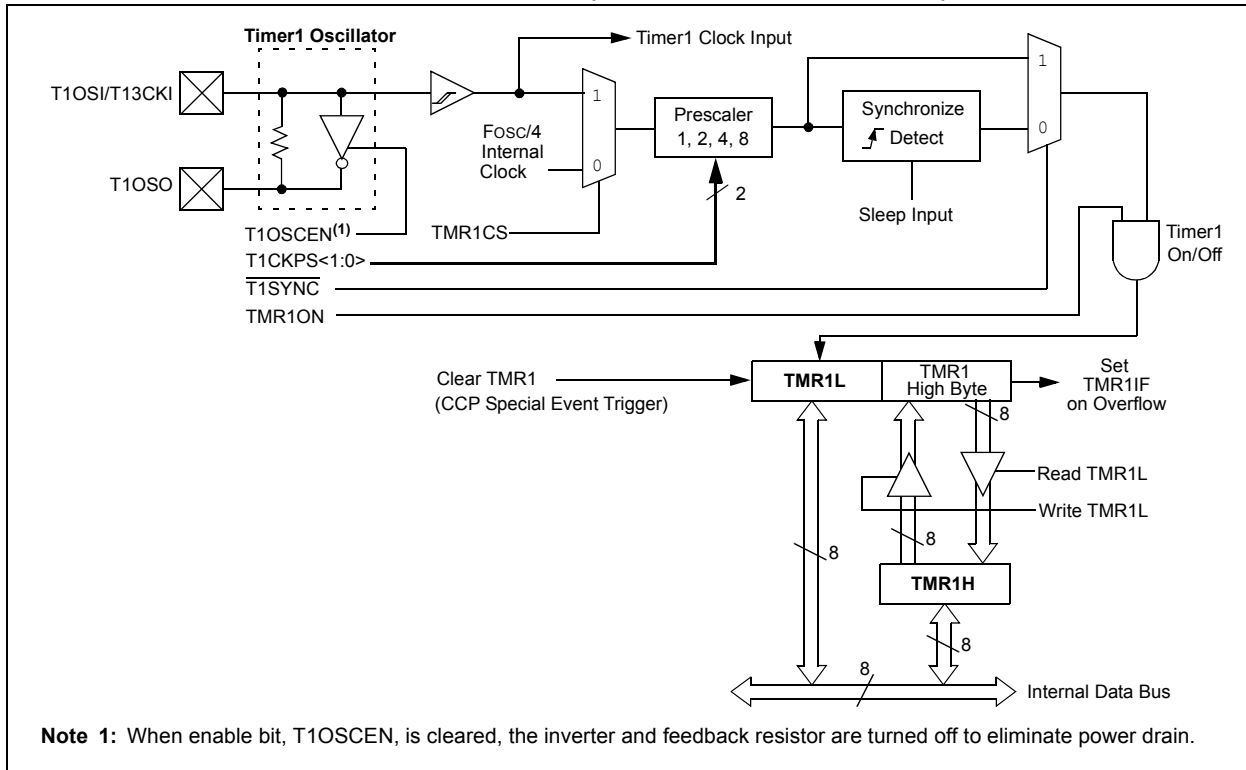 Timer1 Oscillator
Timer1 Clock Input
T1OSI/T13CKI
1
FOSC/4
Internal
Clock
0
Prescaler
1, 2, 4, 8
Synchronize
Detect
1
0
T1OSO
2
Sleep Input
T1OSCEN(1)
TMR1CS
T1CKPS<1:0>
T1SYNC
TMR1ON
Timer1
On/Off
Clear TMR1
(CCP Special Event Trigger)
TMR1L
TMR1
High Byte
Set
TMR1IF
on Overflow
8
Read TMR1L
Write TMR1L
8
8
TMR1H
8
8
Internal Data Bus
Note 1: When enable bit, T1OSCEN, is cleared, the inverter and feedback resistor are turned off to eliminate power drain.